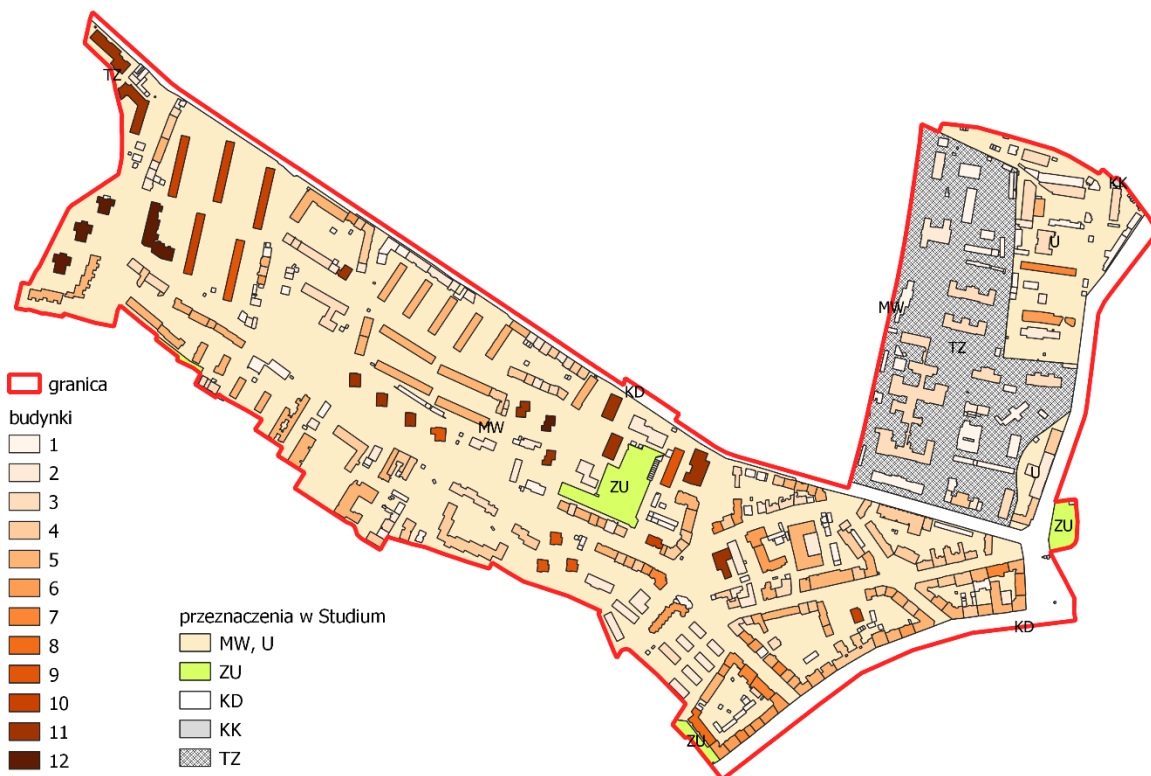 TZ
KK
U
MW
TZ
KD
MW
ZU
U
ZU
KD
ZU
granica
budynki
1
2
3
4
5
6
7
8
9
10
11
12
przeznaczenia w Studium
MW, U
ZU
KD
KK
TZ